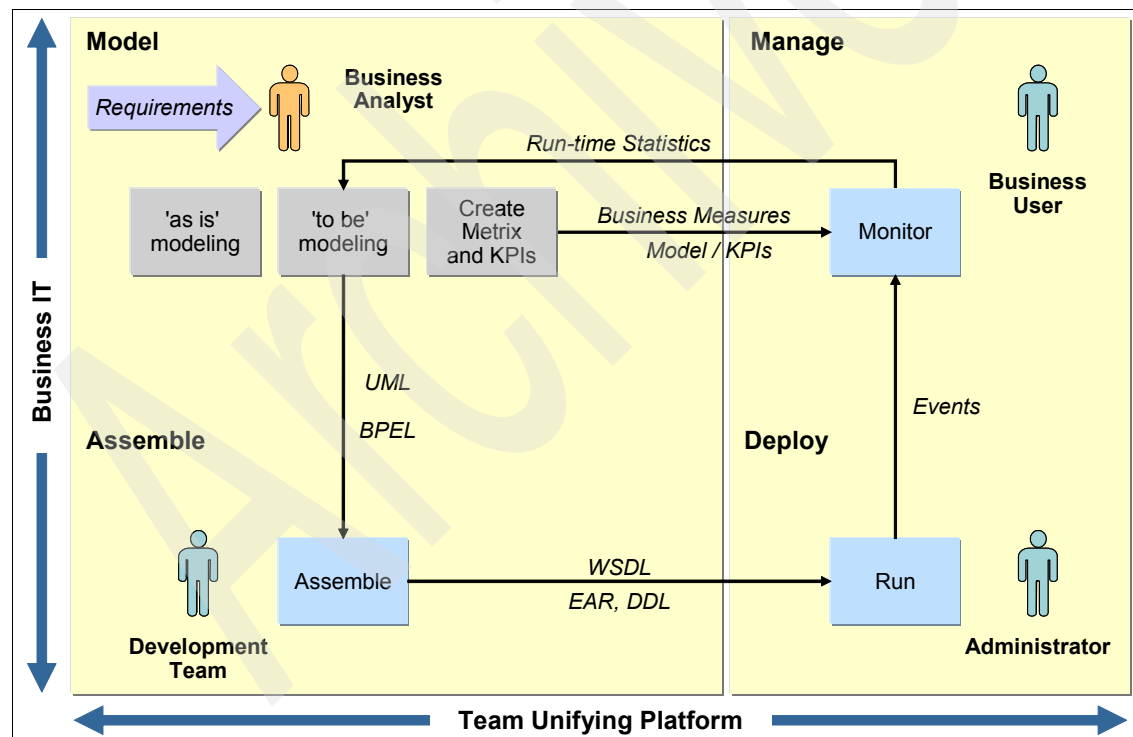 Model
Manage
Requirements
Business
Analyst
Run-time Statistics
Business
User
'as is'
modeling
'to be'
modeling
Create
Metrix
and KPIs
Business Measures
Model / KPIs
Monitor
Business IT
UML
BPEL
Events
Assemble
Deploy
Assemble
WSDL
EAR, DDL
Run
Development
Team
Administrator
Team Unifying Platform